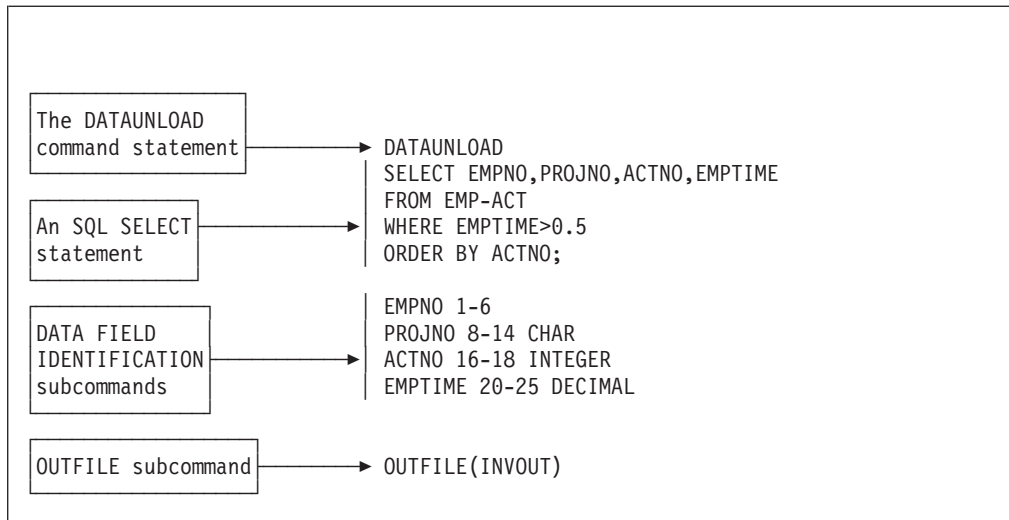 The DATAUNLOAD
command statement
DATAUNLOAD
SELECT EMPNO,PROJNO,ACTNO,EMPTIME
FROM EMP-ACT
An SQL SELECT
statement
WHERE EMPTIME>0.5
ORDER BY ACTNO;
DATA FIELD
IDENTIFICATION
subcommands
EMPNO 1-6
PROJNO 8-14 CHAR
ACTNO 16-18 INTEGER
EMPTIME 20-25 DECIMAL
OUTFILE subcommand
OUTFILE(INVOUT)